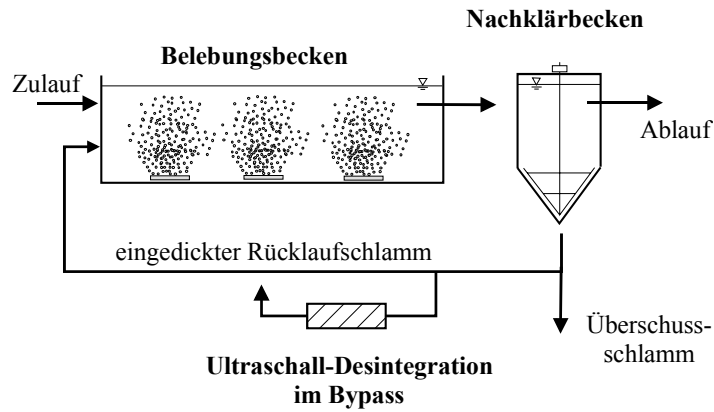 Nachklärbecken
Belebungsbecken
Zulauf
Ablauf
eingedickter Rücklaufschlamm
Überschuss-
schlamm
Ultraschall-Desintegration
im Bypass